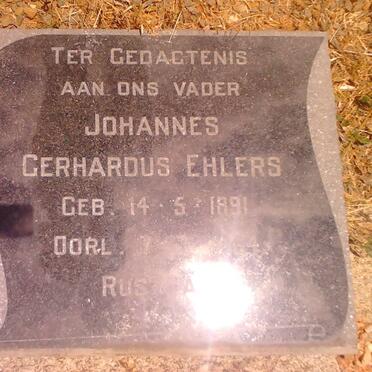 TER GEDAGTENIS
AAN ONS VADER
JOHANNES
GERHARDUS EHLERS
GEB. 14-5-1891
OORL.